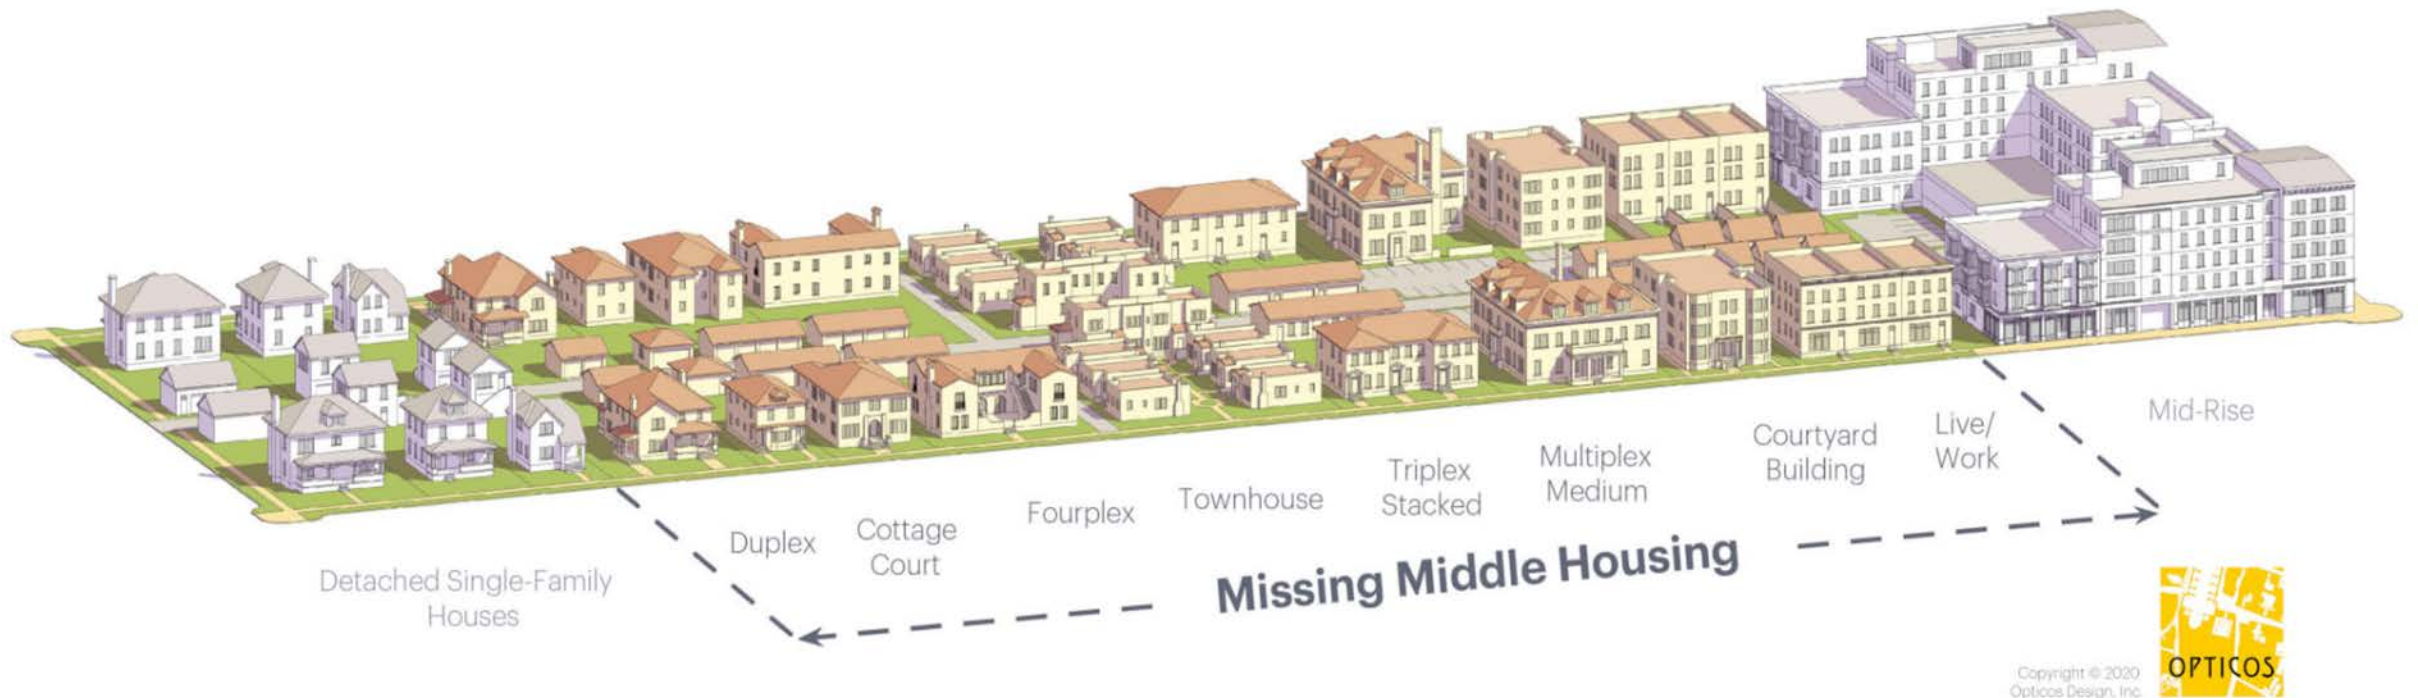 Detached Single-Family
Houses
Duplex
Cottage
Court
Fourplex
Townhouse
Triplex
Stacked
Multiplex
Medium
Courtyard
Building
Live/
Work
Mid-Rise
Missing Middle Housing
OPTICOS
Copyright © 2020
Opticos Design, Inc.